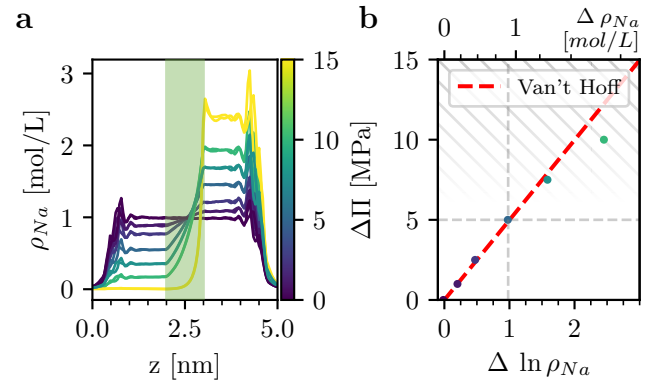 a
b
ρ_Na [mol/L]
3
2
1
0
0.0
2.5
5.0
z [nm]
15
10
5
0
ΔΠ [MPa]
0
1
Δ ρ_Na
[mol/L]
15
10
5
0
Van't Hoff
0
1
2
Δ ln ρ_Na